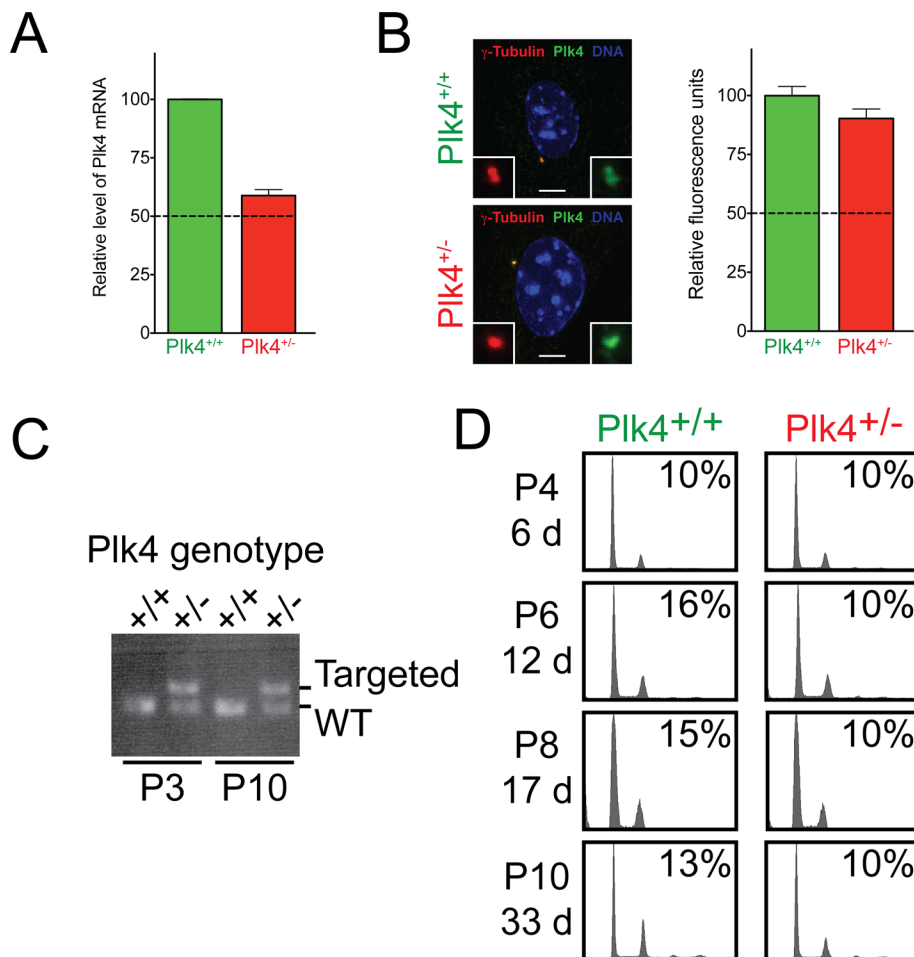 A
Relative level of Plk4 mRNA
100
75
50
25
0
Plk4+/+ Plk4+/-
B
Plk4+/+
γ-Tubulin Plk4 DNA
Plk4+/-
γ-Tubulin Plk4 DNA
Relative fluorescence units
100
75
50
25
0
Plk4+/+ Plk4+/-
C
Plk4 genotype
+/+ +/- +/+ +/-
Targeted
WT
P3 P10
D
Plk4+/+ Plk4+/-
P4
6 d
10% 10%
P6
12 d
16% 10%
P8
17 d
15% 10%
P10
33 d
13% 10%